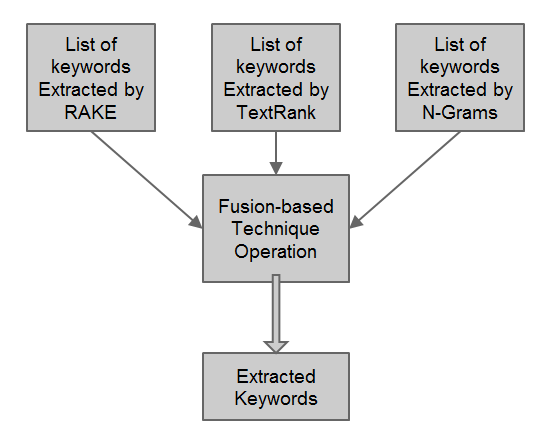 List of
keywords
Extracted by
RAKE
List of
keywords
Extracted by
TextRank
List of
keywords
Extracted by
N-Grams
Fusion-based
Technique
Operation
Extracted
Keywords